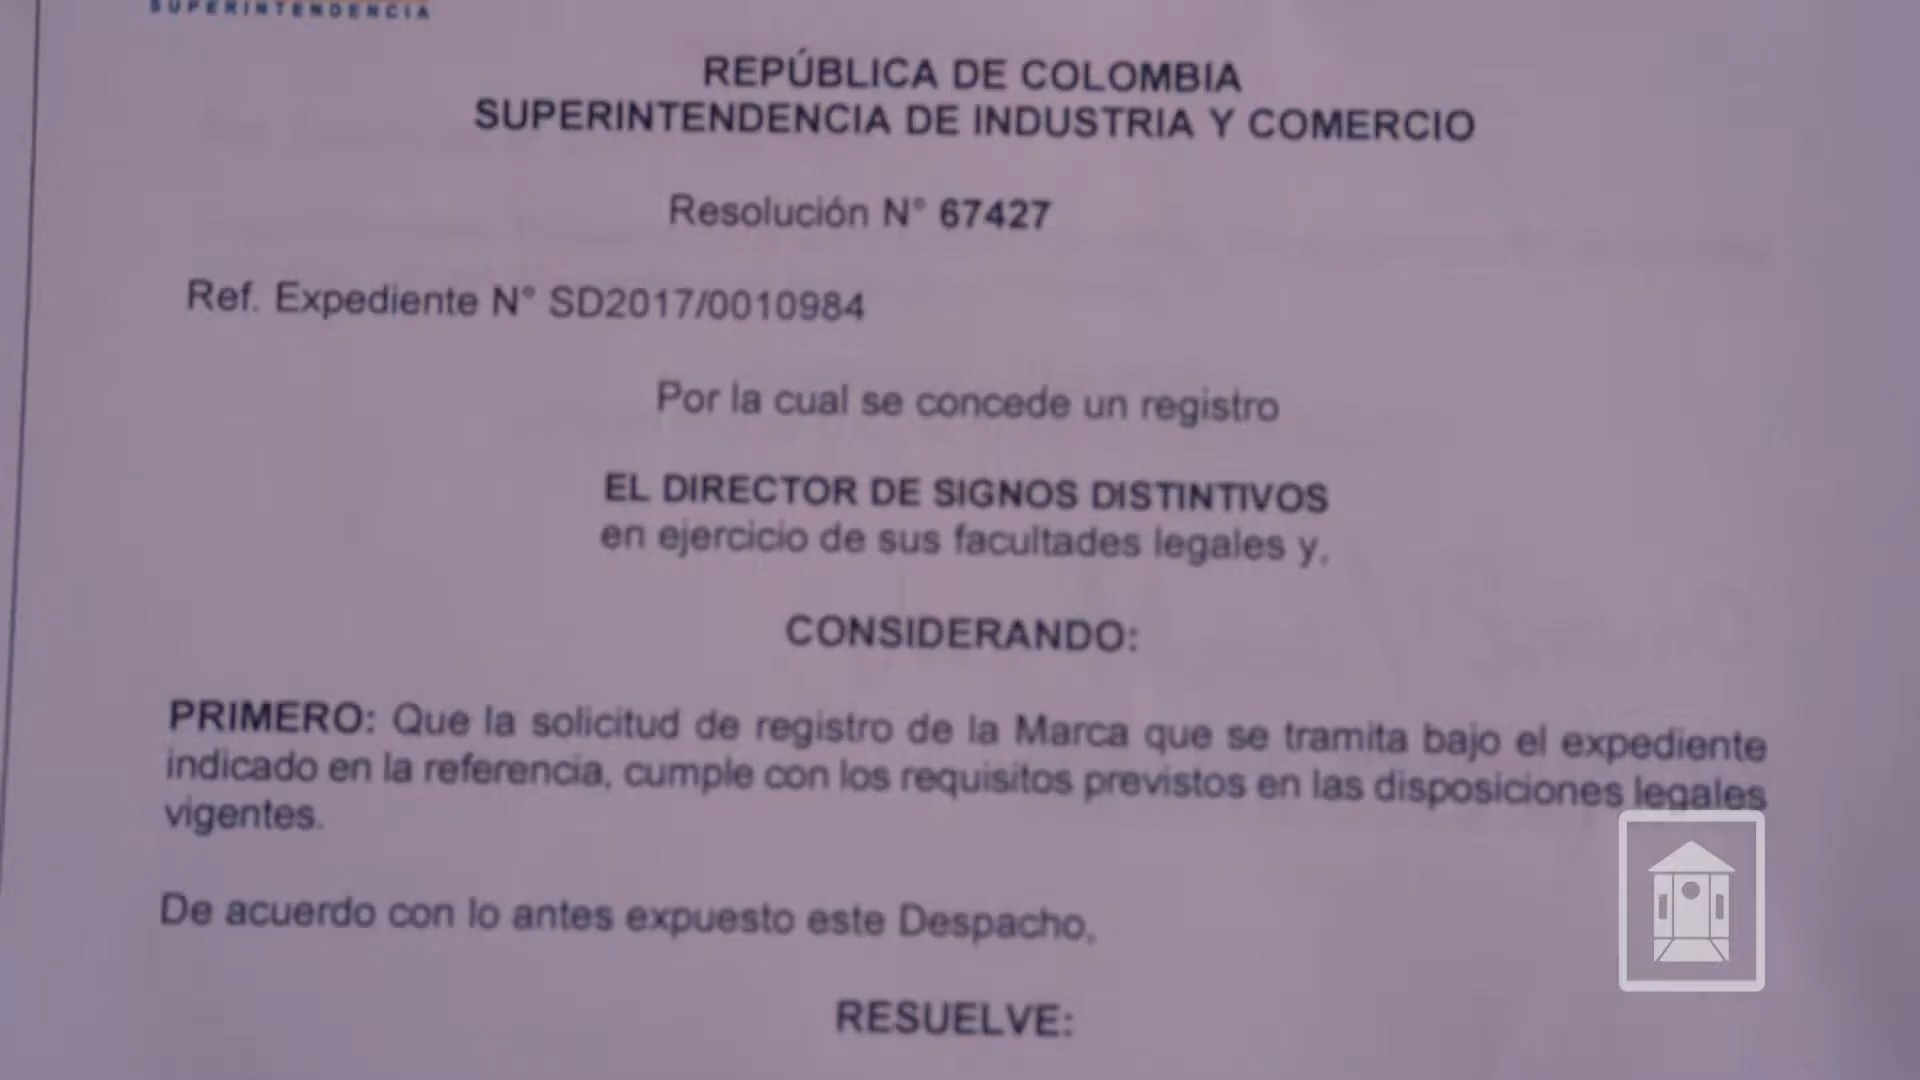 SUPERINTENDENCIA
REPÚBLICA DE COLOMBIA
SUPERINTENDENCIA DE INDUSTRIA Y COMERCIO
Resolución N° 67427
Ref. Expediente N° SD2017/0010984
Por la cual se concede un registro
EL DIRECTOR DE SIGNOS DISTINTIVOS
en ejercicio de sus facultades legales y,
CONSIDERANDO:
PRIMERO: Que la solicitud de registro de la Marca que se tramita bajo el expediente
indicado en la referencia, cumple con los requisitos previstos en las disposiciones legales
vigentes.
De acuerdo con lo antes expuesto este Despacho,
RESUELVE: